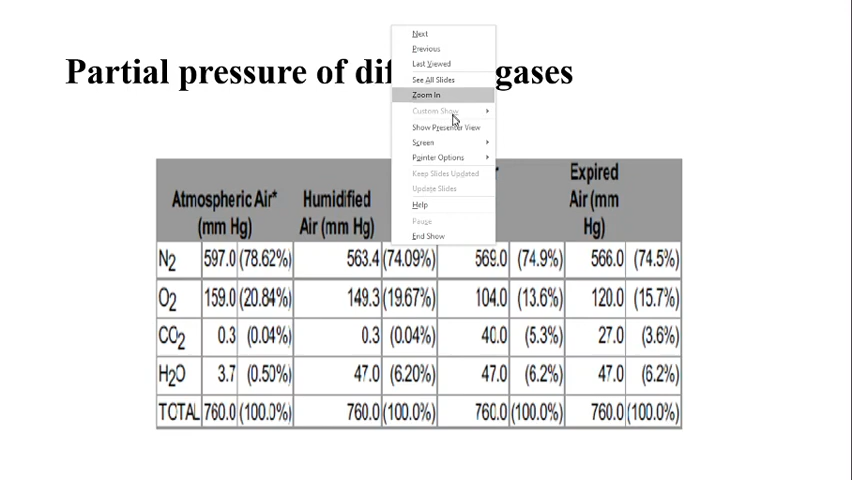 Partial pressure of dif gases
Next
Previous
Last Viewed
See All Slides
Zoom In
Custom Show
Show Presenter View
Screen
Pointer Options
Keep Slides Updated
Update Slides
Help
Pause
End Show
Atmospheric Air* (mm Hg) Humidified Air (mm Hg) Expired Air (mm Hg)
N2 597.0 (78.62%) 563.4 (74.09%) 569.0 (74.9%) 566.0 (74.5%)
O2 159.0 (20.84%) 149.3 (19.67%) 104.0 (13.6%) 120.0 (15.7%)
CO2 0.3 (0.04%) 0.3 (0.04%) 40.0 (5.3%) 27.0 (3.6%)
H2O 3.7 (0.50%) 47.0 (6.20%) 47.0 (6.2%) 47.0 (6.2%)
TOTAL 760.0 (100.0%) 760.0 (100.0%) 760.0 (100.0%) 760.0 (100.0%)